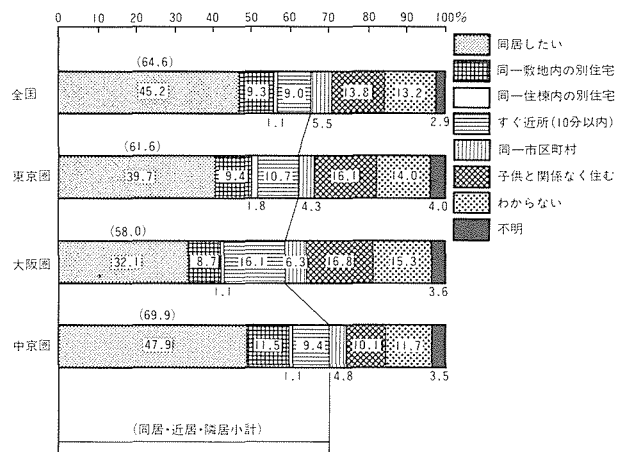 0 10 20 30 40 50 60 70 80 90 100%
同居したい
同一敷地内の別住宅
同一住棟内の別住宅
すぐ近所(10分以内)
同一市区町村
子供と関係なく住む
わからない
不明
(64.6)
全国 45.2 9.3 9.0 13.8 13.2
1.1 5.5 2.9
(61.6)
東京圏 39.7 9.4 10.7 16.1 14.0
1.8 4.3 4.0
(58.0)
大阪圏 32.1 8.7 16.1 6.3 16.8 15.3
1.1 3.6
(69.9)
中京圏 47.9 11.5 9.4 10.1 11.7
1.1 4.8 3.5
(同居・近居・隣居小計)